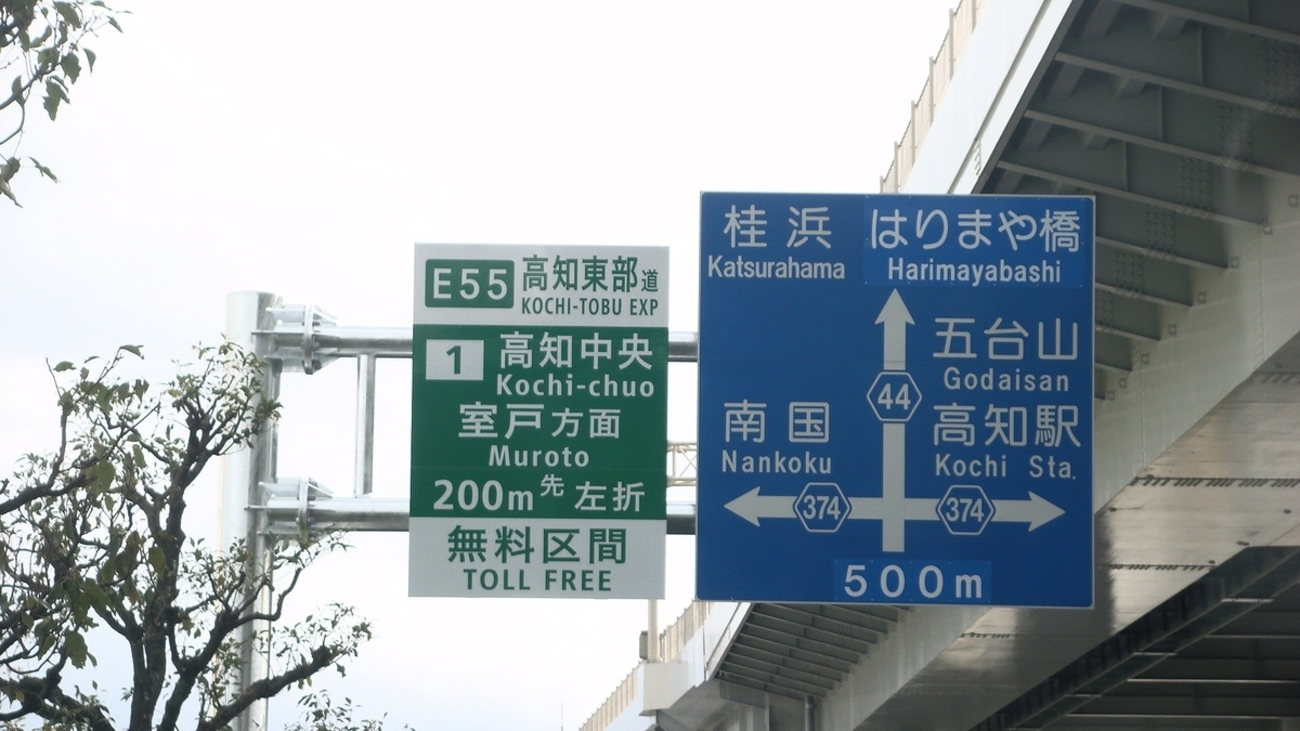 E55 高知東部道
KOCHI-TOBU EXP
1 高知中央
Kochi-chuo
室戸方面
Muroto
200m先 左折
無料区間
TOLL FREE
桂浜 はりまや橋
Katsurahama Harimayabashi
五台山
Godaisan
44
南国 高知駅
Nankoku Kochi Sta.
374 374
500m